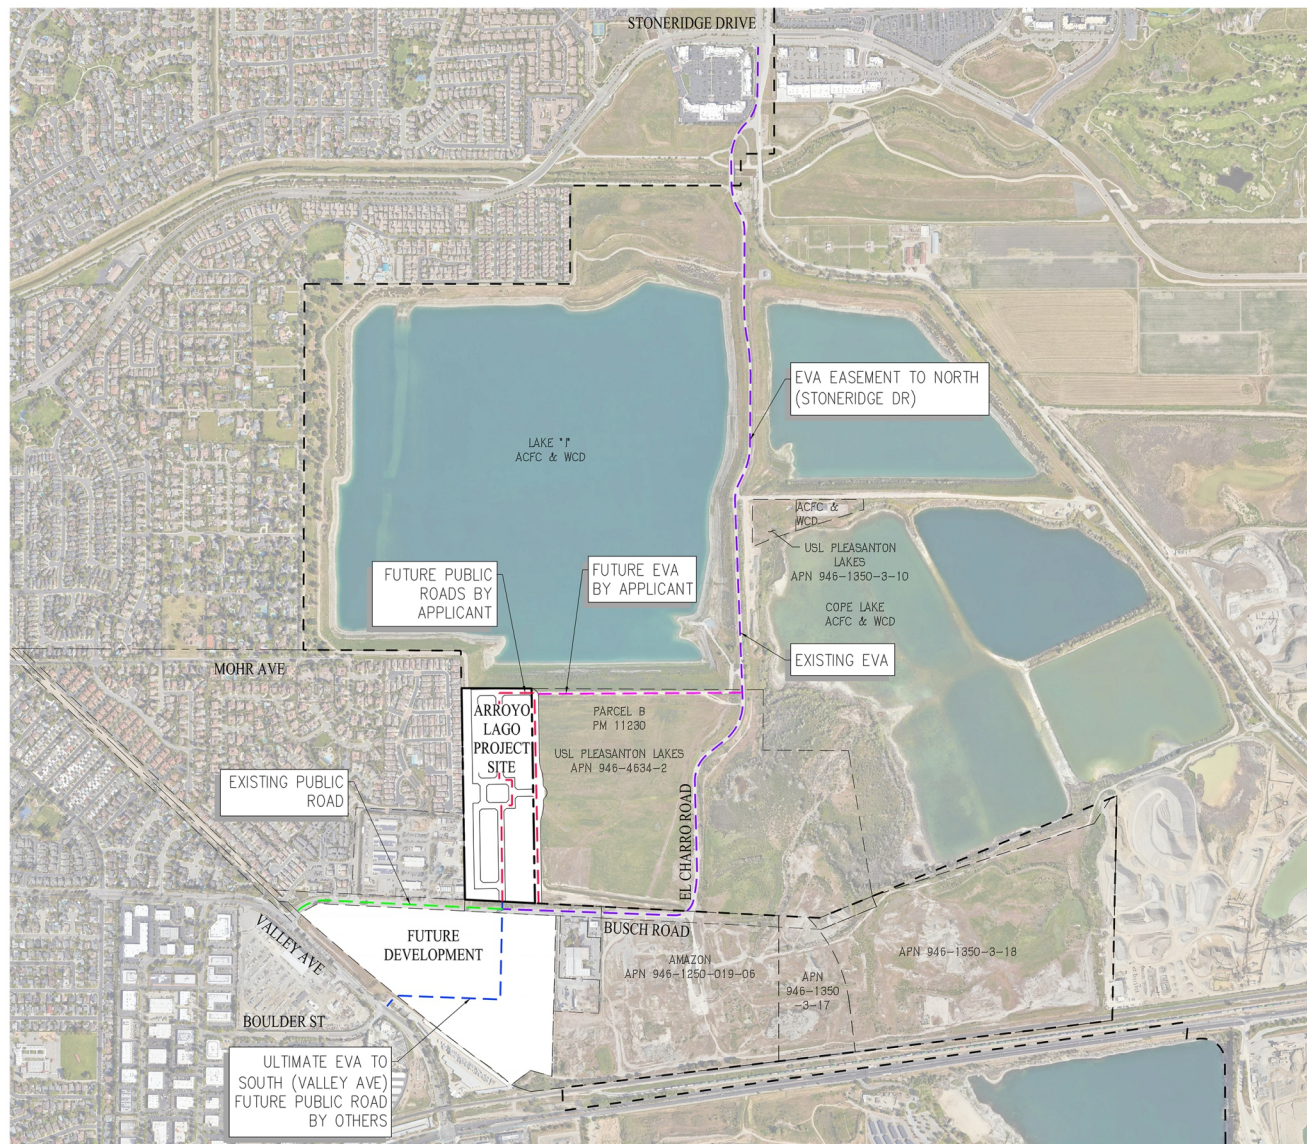 STONERIDGE DRIVE
EVA EASEMENT TO NORTH
(STONERIDGE DR)
LAKE "I"
ACFC & WCD
ACFC &
WCD
USL PLEASANTON
LAKES
APN 946-1350-3-10
FUTURE PUBLIC
ROADS BY
APPLICANT
FUTURE EVA
BY APPLICANT
COPE LAKE
ACFC & WCD
EXISTING EVA
MOHR AVE
ARROYO
LAGO
PROJECT
SITE
PARCEL B
PM 11230
USL PLEASANTON LAKES
APN 946-4634-2
EXISTING PUBLIC
ROAD
EL CHARRO ROAD
VALLEY AVE
FUTURE
DEVELOPMENT
BUSCH ROAD
AMAZON
APN 946-1250-019-06
APN
946-1350
-3-17
APN 946-1350-3-18
BOULDER ST
ULTIMATE EVA TO
SOUTH (VALLEY AVE)
FUTURE PUBLIC ROAD
BY OTHERS